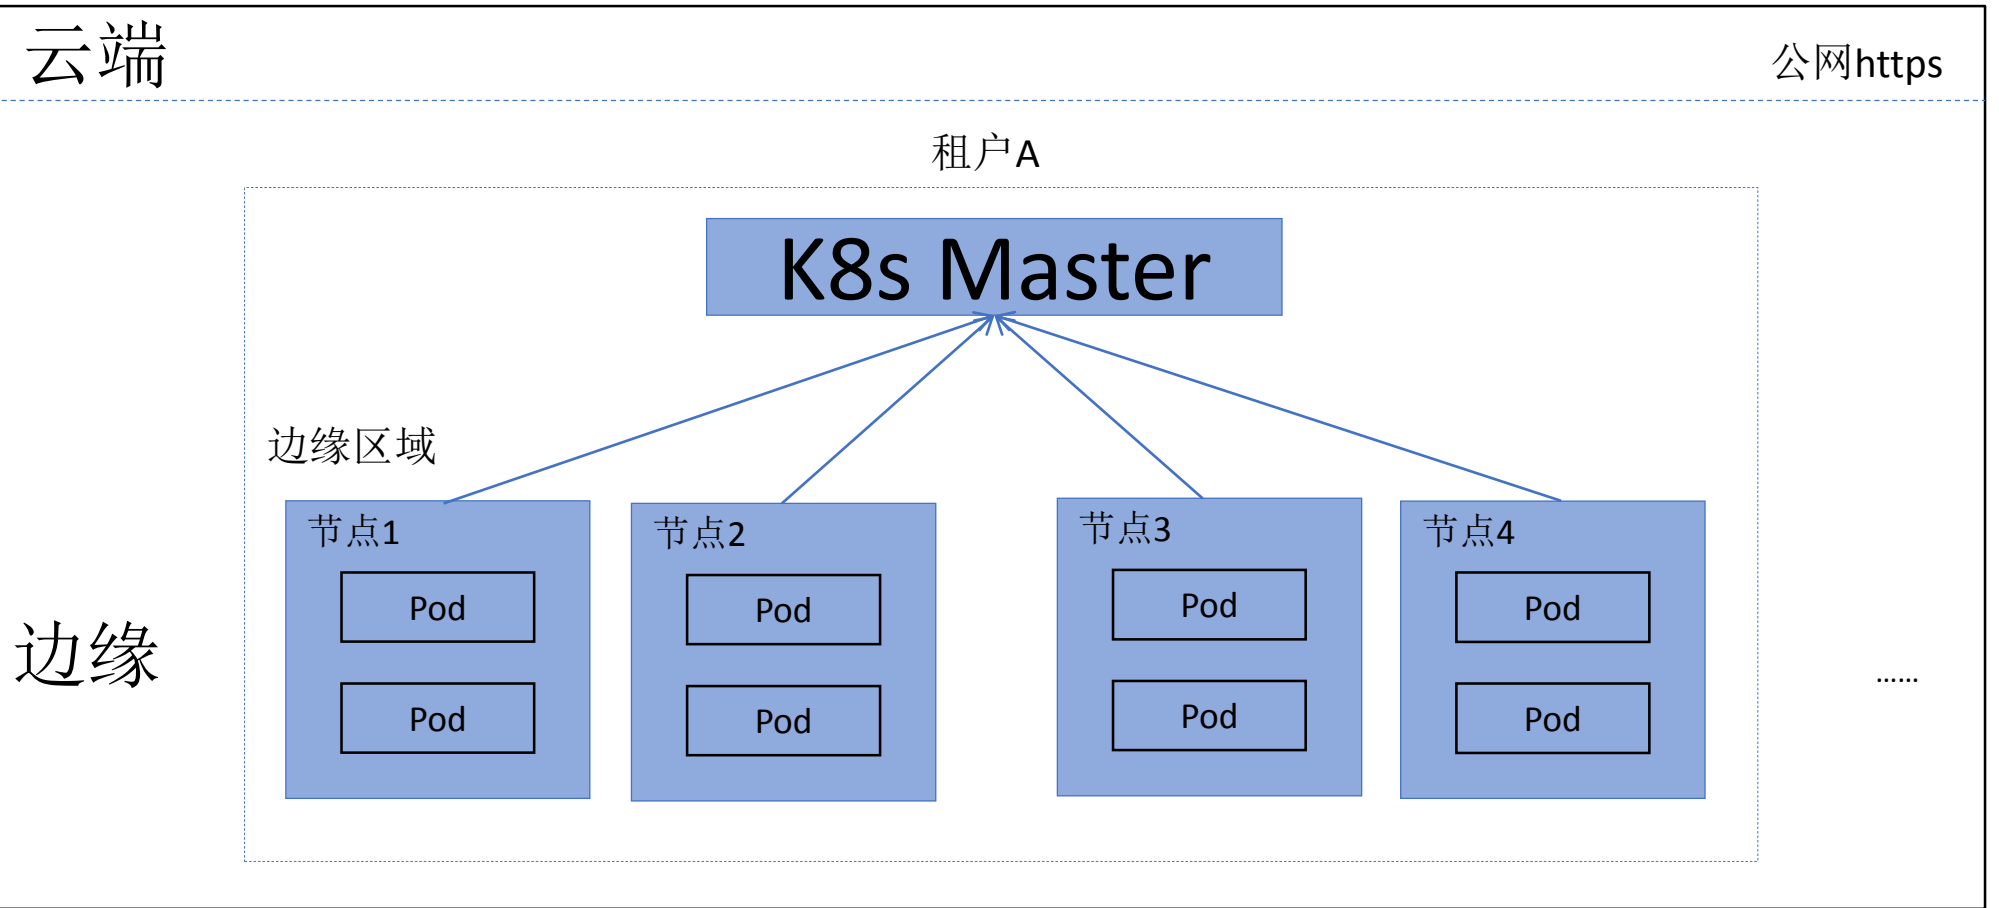 云端
公网https
租户A
K8s Master
边缘区域
节点1
Pod
Pod
节点2
Pod
Pod
节点3
Pod
Pod
节点4
Pod
Pod
边缘
……